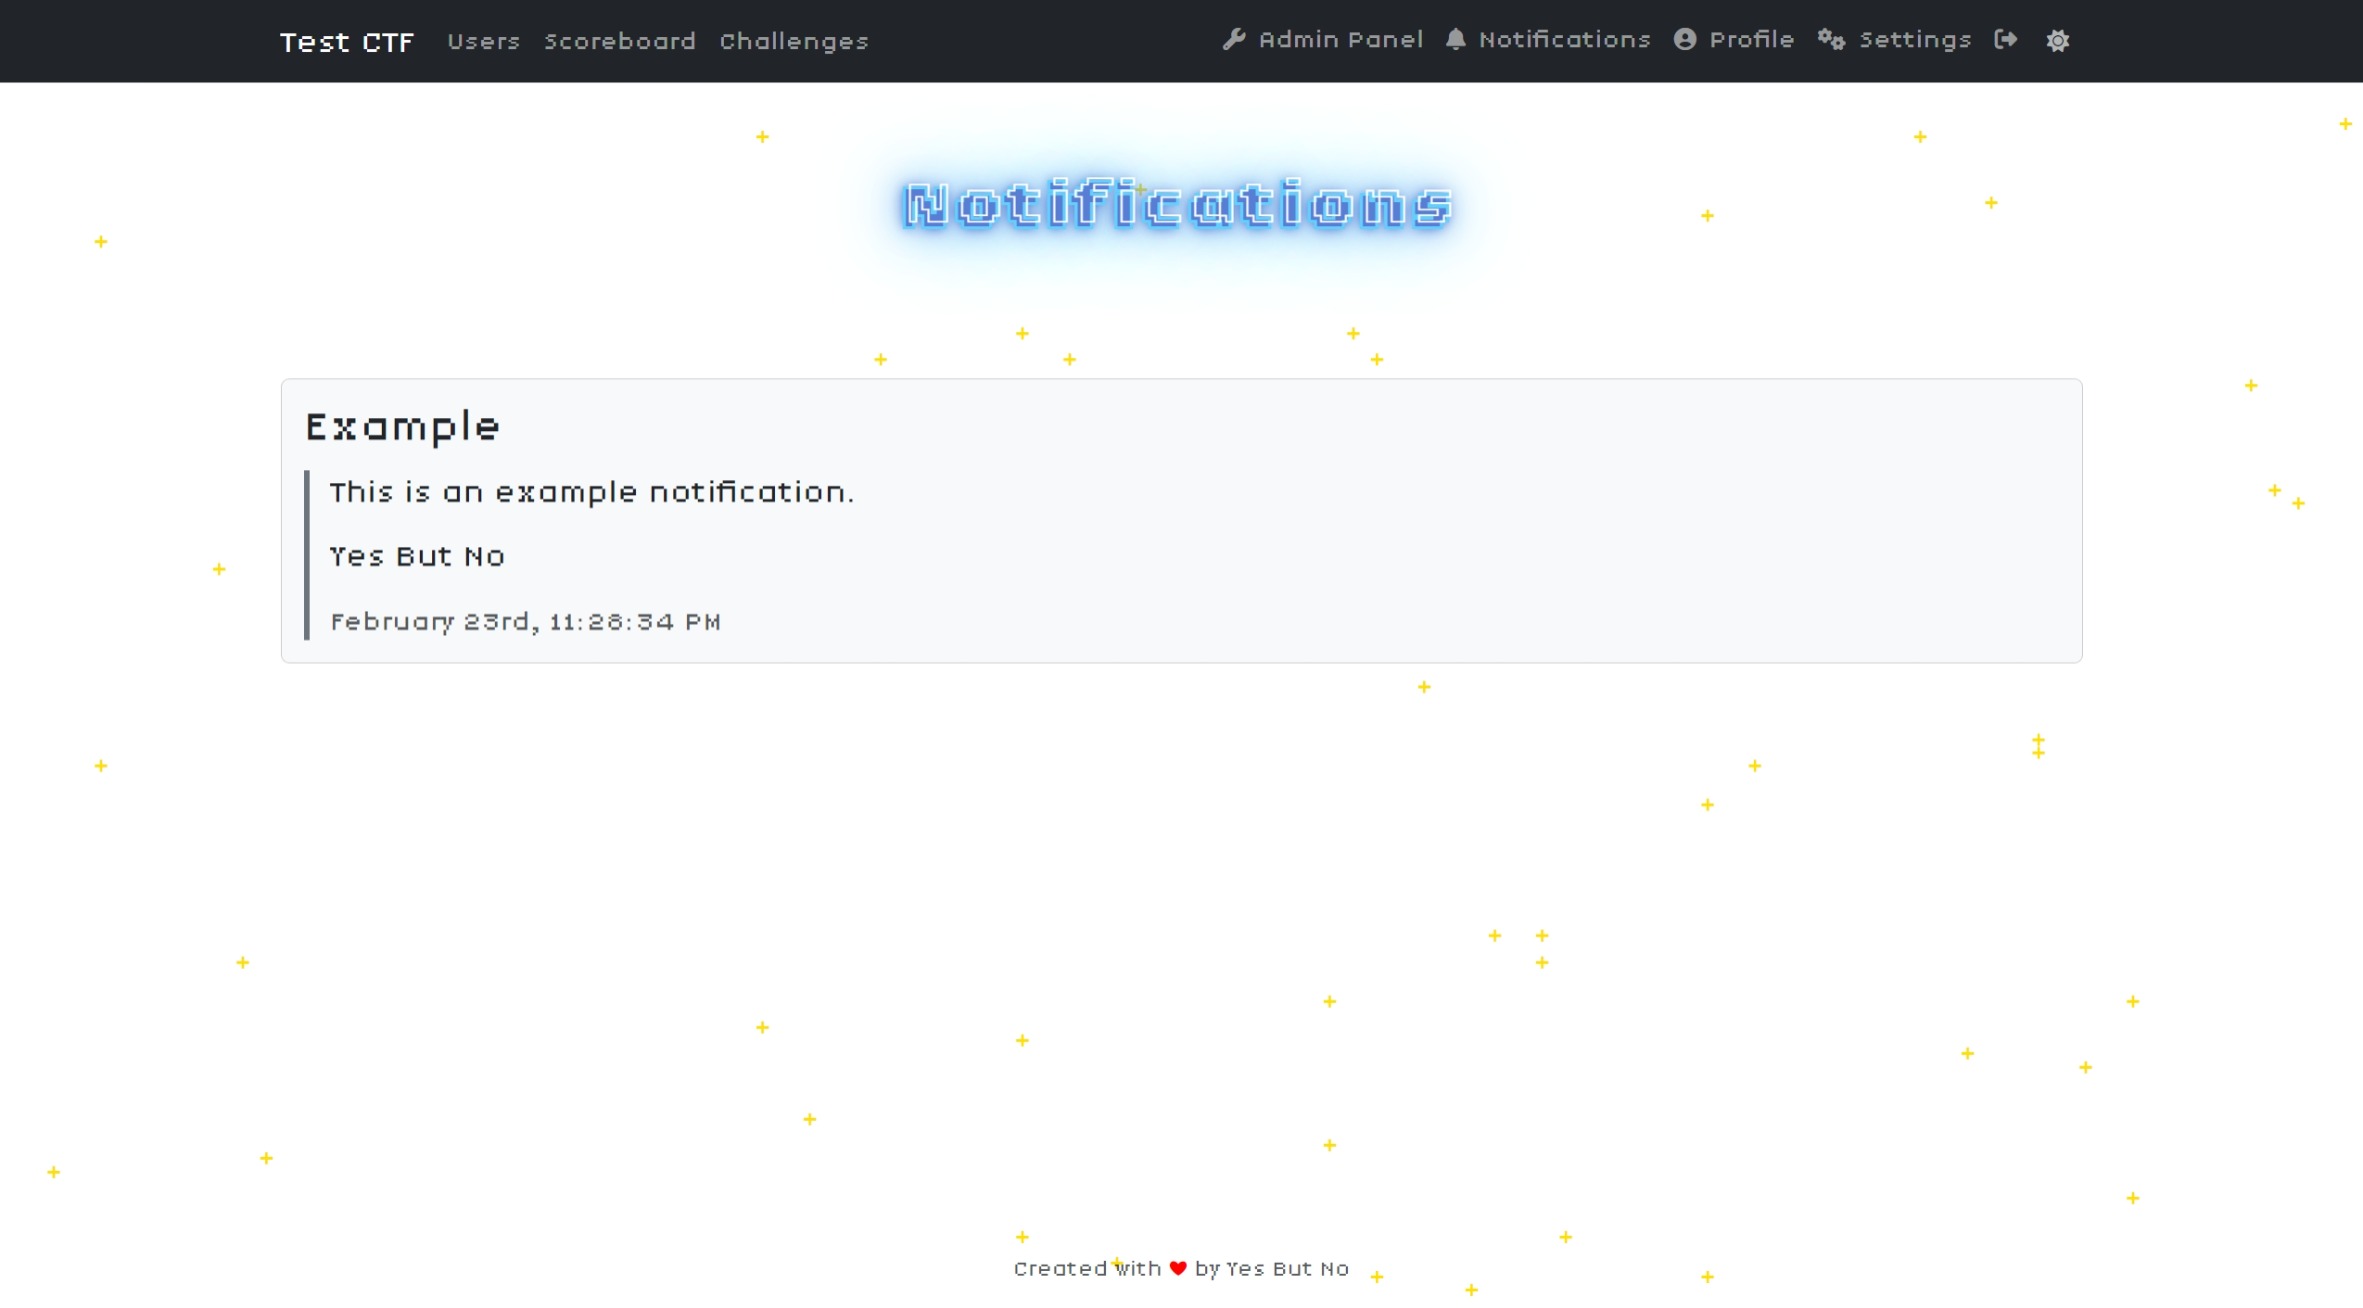 Test CTF Users Scoreboard Challenges Admin Panel Notifications Profile Settings
Notifications
Example
This is an example notification.
Yes But No
February 23rd, 11:28:34 PM
Created with ❤ by Yes But No